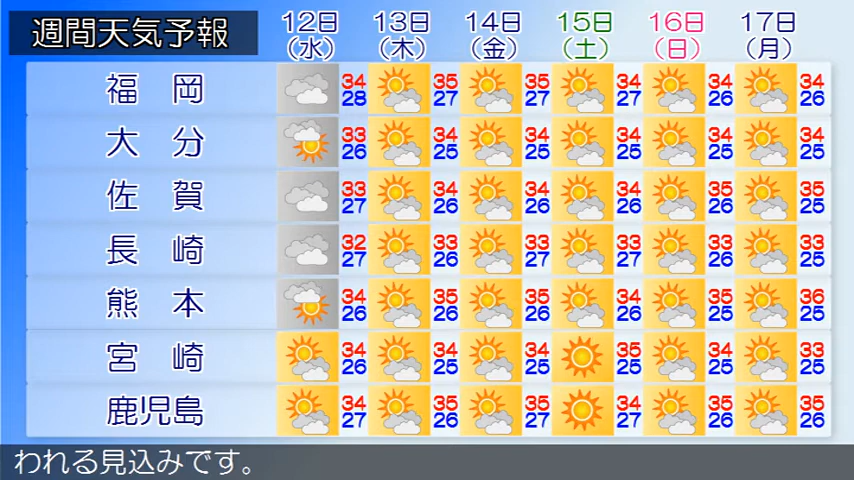 週間天気予報 12日 13日 14日 15日 16日 17日
(水) (木) (金) (土) (日) (月)
福岡 34 35 35 34 34 34
28 27 27 27 26 26
大分 33 34 34 34 34 34
26 25 25 25 25 25
佐賀 33 34 34 34 35 35
27 26 26 26 26 25
長崎 32 33 33 33 33 33
27 26 27 27 26 25
熊本 34 35 35 34 35 36
26 26 26 26 25 25
宮崎 34 34 34 35 34 33
26 25 25 25 25 25
鹿児島 34 35 35 34 35 35
27 26 27 27 26 26
われる見込みです。